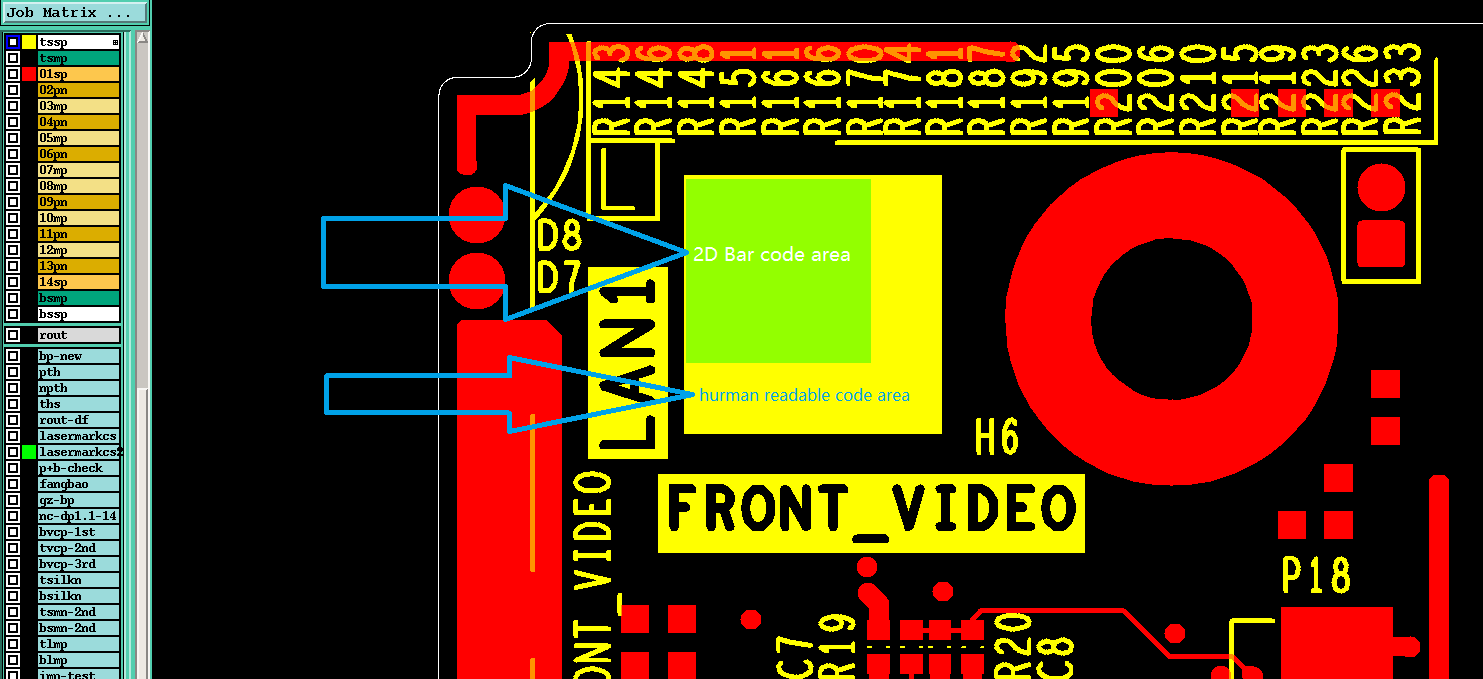 Job Matrix ...
tssp
tsmp
01sp
02pn
03mp
04pn
05mp
06pn
07mp
08mp
09pn
10mp
11pn
12mp
13pn
14sp
bsmp
bssp
rout
bp-new
pth
npth
ths
rout-df
lasermarkcs
lasermarkcs2
p+b-check
fangbao
gz-bp
nc-dp1.1-14
bvcp-1st
tvcp-2nd
bvcp-3rd
tsilkn
bsilkn
tsmn-2nd
bsmn-2nd
tlmp
blmp
imp-test
R143
R146
R148
R151
R161
R166
R170
R174
R181
R187
R192
R195
R200
R206
R210
R215
R219
R223
R226
R233
D8
D7
2D Bar code area
LAN1
hurman readable code area
H6
FRONT_VIDEO
ONT_VIDEO
P18
C7
R19
R20
C8